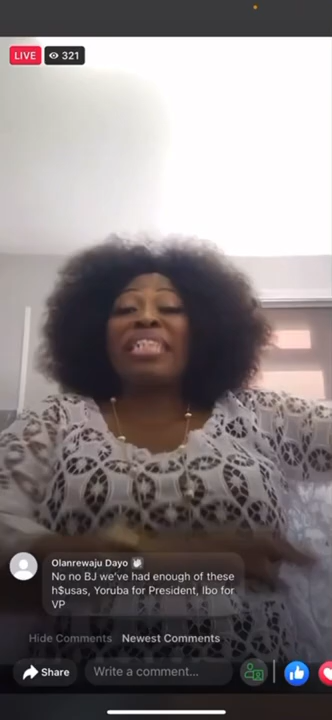 LIVE 321
Olanrewaju Dayo
No no BJ we've had enough of these
h$usas, Yoruba for President, Ibo for
VP
Hide Comments Newest Comments
Share Write a comment...